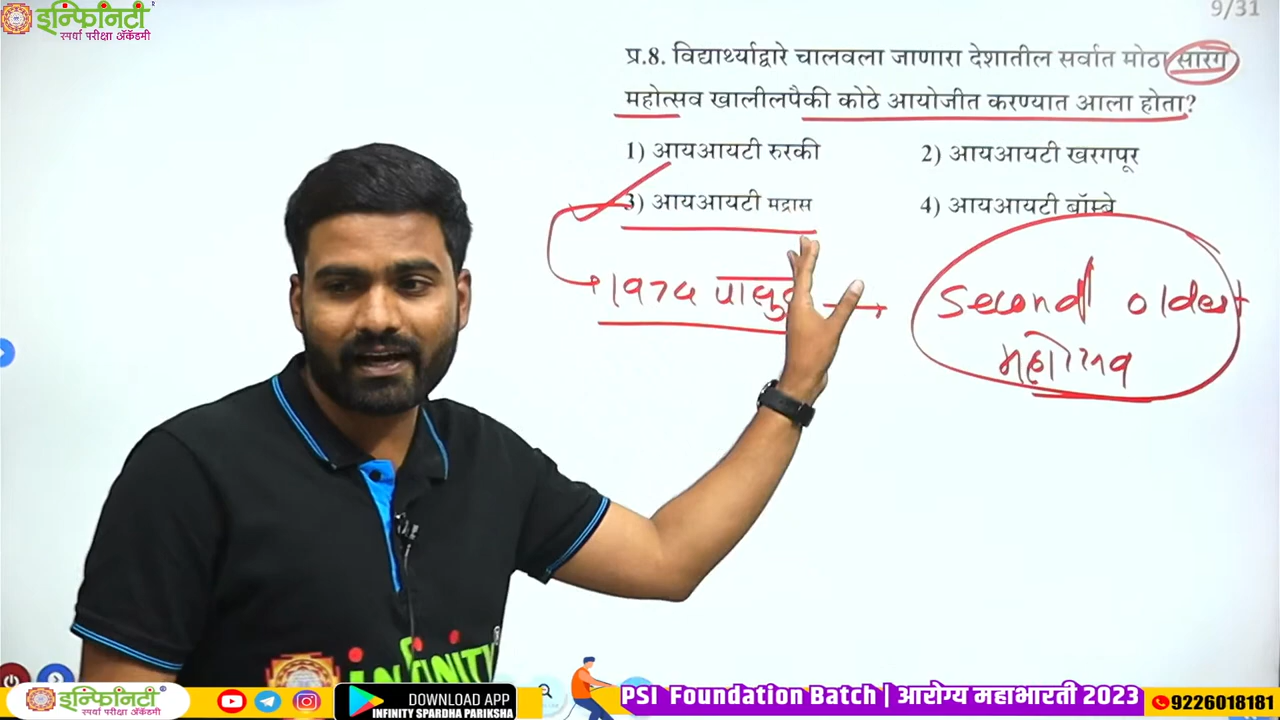 इन्फिनिटी
स्पर्धा परीक्षा अ‍ॅकॅडमी
9/31
प्र.8. विद्यार्थ्याद्वारे चालवला जाणारा देशातील सर्वात मोठा सारंग
महोत्सव खालीलपैकी कोठे आयोजीत करण्यात आला होता?
1) आयआयटी रुरकी
2) आयआयटी खरगपूर
3) आयआयटी मद्रास
4) आयआयटी बॉम्बे
Second oldest
महोत्सव
INFINITY
इन्फिनिटी
स्पर्धा परीक्षा अ‍ॅकॅडमी
DOWNLOAD APP
INFINITY SPARDHA PARIKSHA
PSI Foundation Batch | आरोग्य महाभारती 2023
9226018181